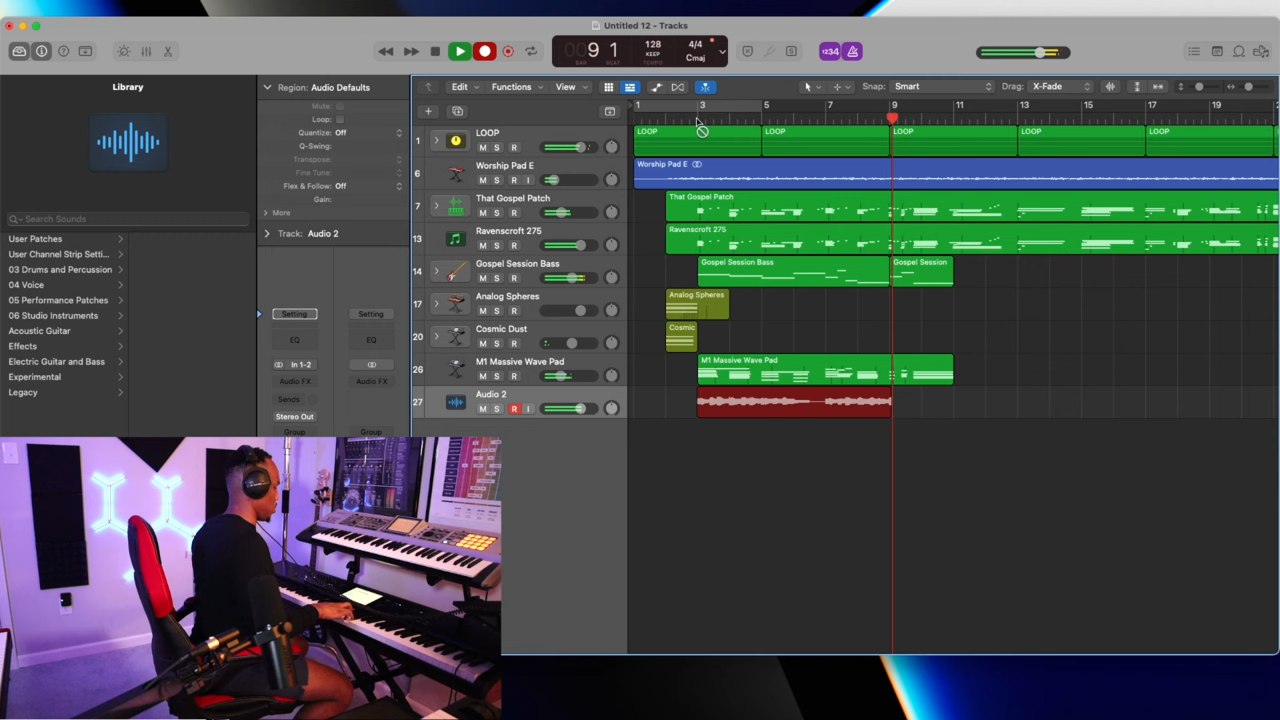 Untitled 12 - Tracks
009 1
BAR BEAT
128
KEEP
TEMPO
4/4
Cmaj
1234
Library
Search Sounds
User Patches
User Channel Strip Setti...
03 Drums and Percussion
04 Voice
05 Performance Patches
06 Studio Instruments
Acoustic Guitar
Effects
Electric Guitar and Bass
Experimental
Legacy
Region: Audio Defaults
Mute:
Loop:
Quantize: Off
Q-Swing:
Transpose:
Fine Tune:
Flex & Follow: Off
Gain:
More
Track: Audio 2
Setting Setting
EQ EQ
In 1-2
Audio FX Audio FX
Sends
Stereo Out
Group Group
Edit Functions View Snap: Smart Drag: X-Fade
1 3 5 7 9 11 13 15 17 19
1 LOOP
M S R
LOOP LOOP LOOP LOOP LOOP
6 Worship Pad E
M S R I
Worship Pad E
7 That Gospel Patch
M S R
That Gospel Patch
13 Ravenscroft 275
M S R
Ravenscroft 275
14 Gospel Session Bass
M S R
Gospel Session Bass Gospel Session
17 Analog Spheres
M S R
Analog Spheres
20 Cosmic Dust
M S R
Cosmic
26 M1 Massive Wave Pad
M S R
M1 Massive Wave Pad
27 Audio 2
M S R I